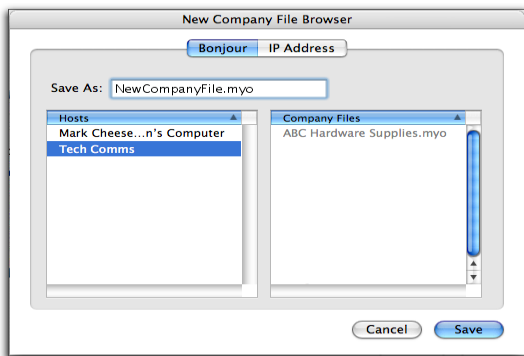 New Company File Browser
Bonjour IP Address
Save As: NewCompanyFile.myo
Hosts
Mark Cheese...n's Computer
Tech Comms
Company Files
ABC Hardware Supplies.myo
Cancel Save